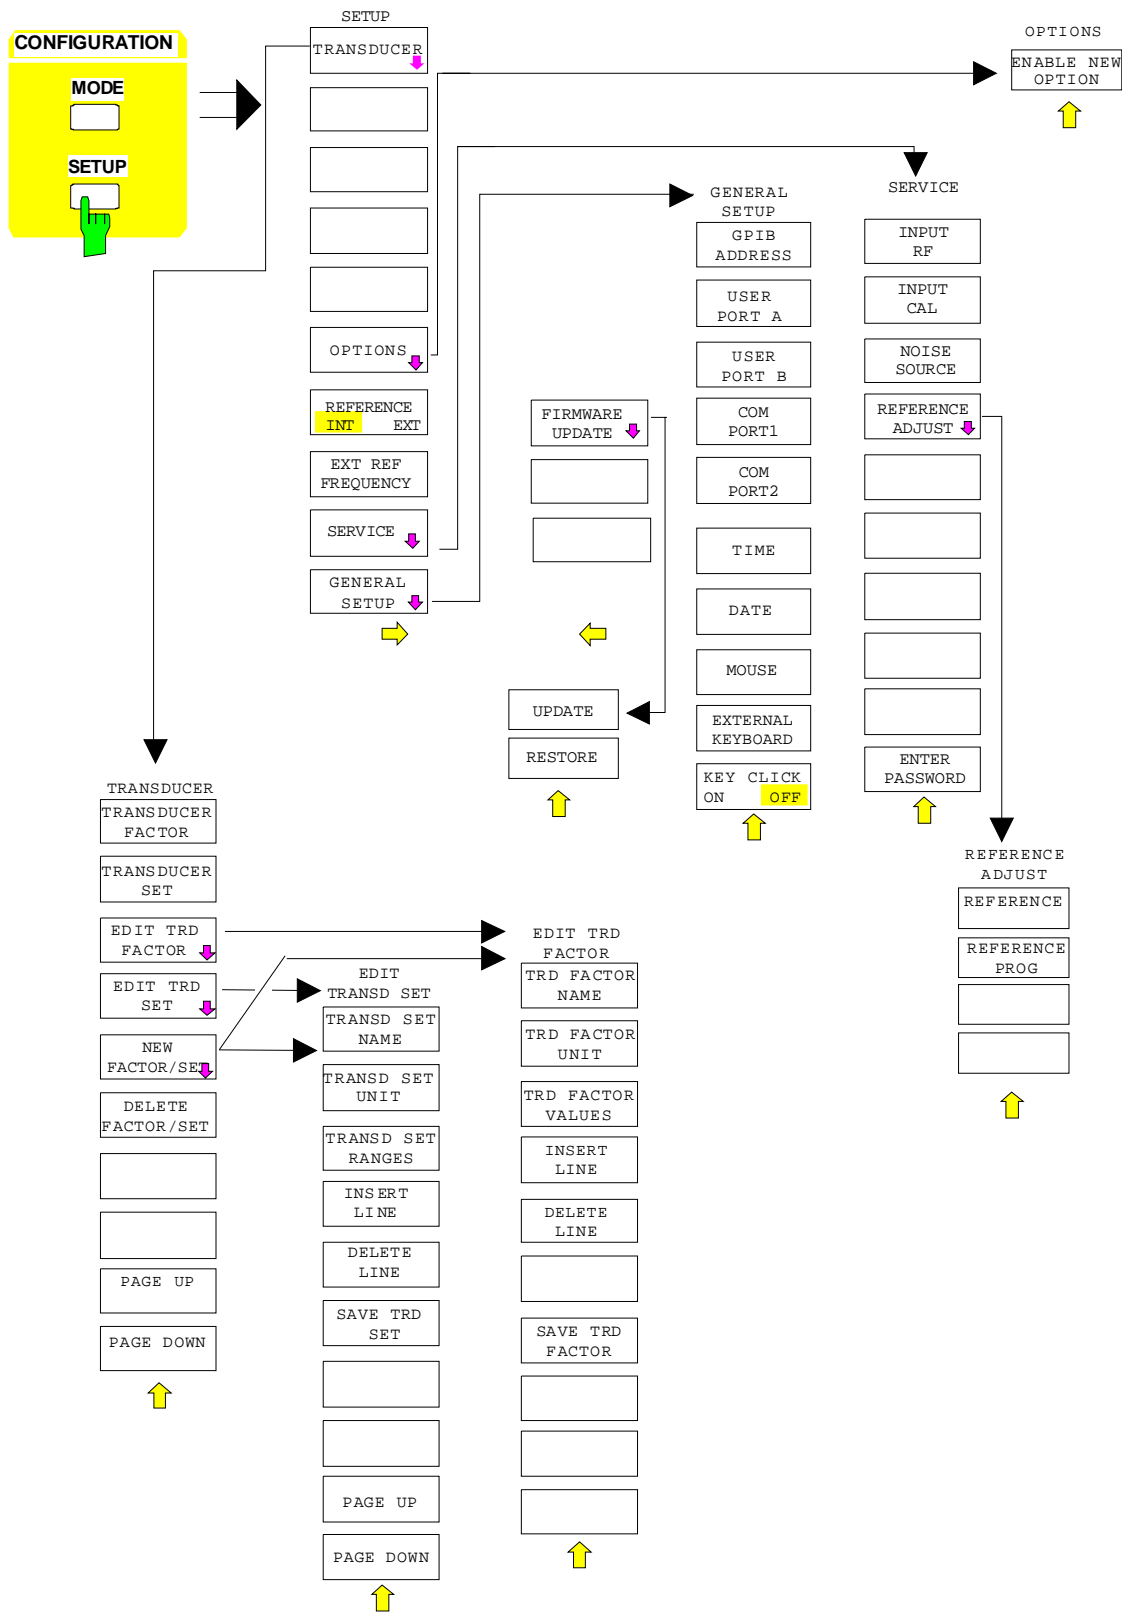 CONFIGURATION
MODE
SETUP
SETUP
TRANSDUCER
OPTIONS
REFERENCE
INT EXT
EXT REF
FREQUENCY
SERVICE
GENERAL
SETUP
OPTIONS
ENABLE NEW
OPTION
SERVICE
INPUT
RF
INPUT
CAL
NOISE
SOURCE
REFERENCE
ADJUST
ENTER
PASSWORD
GENERAL
SETUP
GPIB
ADDRESS
USER
PORT A
USER
PORT B
COM
PORT1
COM
PORT2
TIME
DATE
MOUSE
EXTERNAL
KEYBOARD
KEY CLICK
ON OFF
FIRMWARE
UPDATE
UPDATE
RESTORE
REFERENCE
ADJUST
REFERENCE
REFERENCE
PROG
TRANSDUCER
TRANSDUCER
FACTOR
TRANSDUCER
SET
EDIT TRD
FACTOR
EDIT TRD
SET
NEW
FACTOR/SET
DELETE
FACTOR/SET
PAGE UP
PAGE DOWN
EDIT
TRANSD SET
TRANSD SET
NAME
TRANSD SET
UNIT
TRANSD SET
RANGES
INSERT
LINE
DELETE
LINE
SAVE TRD
SET
PAGE UP
PAGE DOWN
EDIT TRD
FACTOR
TRD FACTOR
NAME
TRD FACTOR
UNIT
TRD FACTOR
VALUES
INSERT
LINE
DELETE
LINE
SAVE TRD
FACTOR